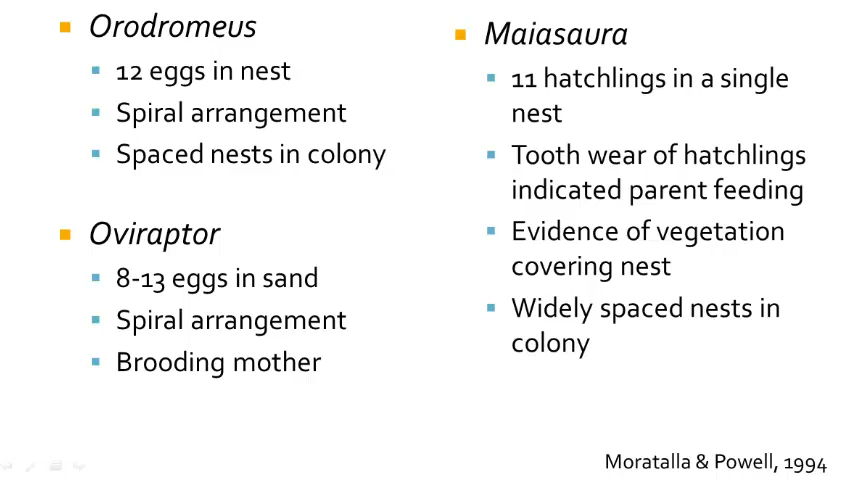 Orodromeus
12 eggs in nest
Spiral arrangement
Spaced nests in colony
Oviraptor
8-13 eggs in sand
Spiral arrangement
Brooding mother
Maiasaura
11 hatchlings in a single
nest
Tooth wear of hatchlings
indicated parent feeding
Evidence of vegetation
covering nest
Widely spaced nests in
colony
Moratalla & Powell, 1994